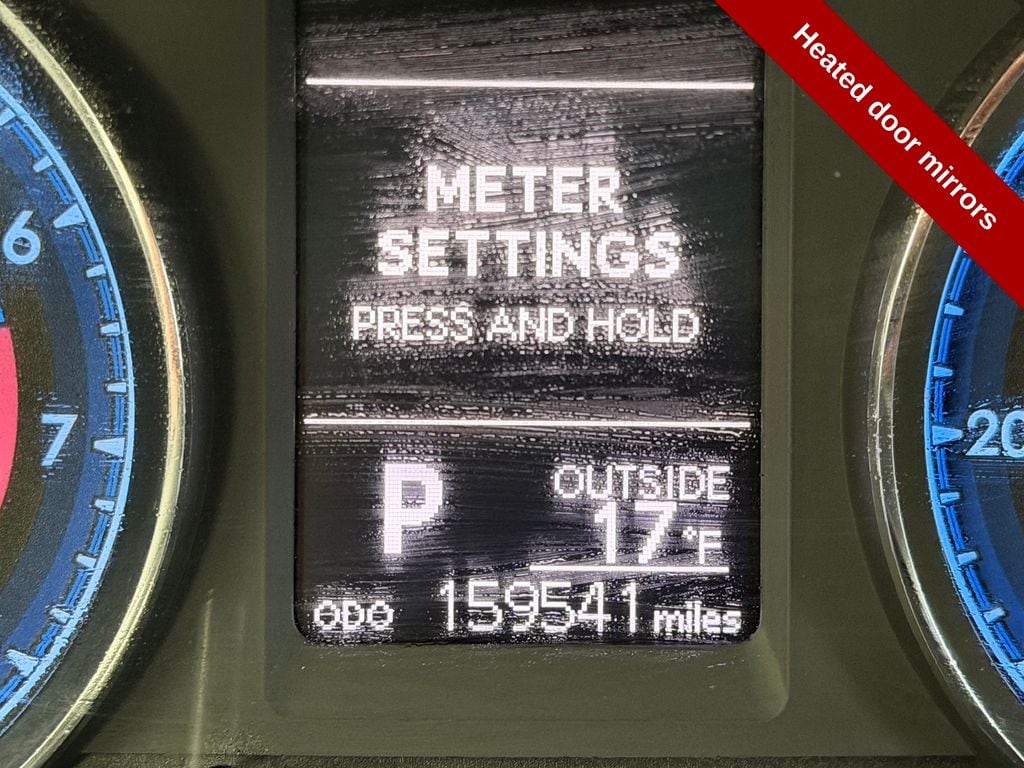 Heated door mirrors
METER
SETTINGS
PRESS AND HOLD
6
7
20
P
OUTSIDE
17°F
ODO 159541 miles